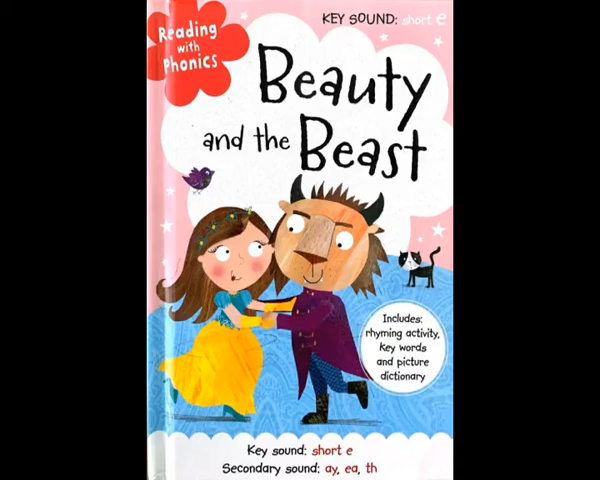 Reading
with
Phonics
KEY SOUND: short e
Beauty
and the Beast
Includes:
rhyming activity,
key words
and picture
dictionary
Key sound: short e
Secondary sound: ay, ea, th